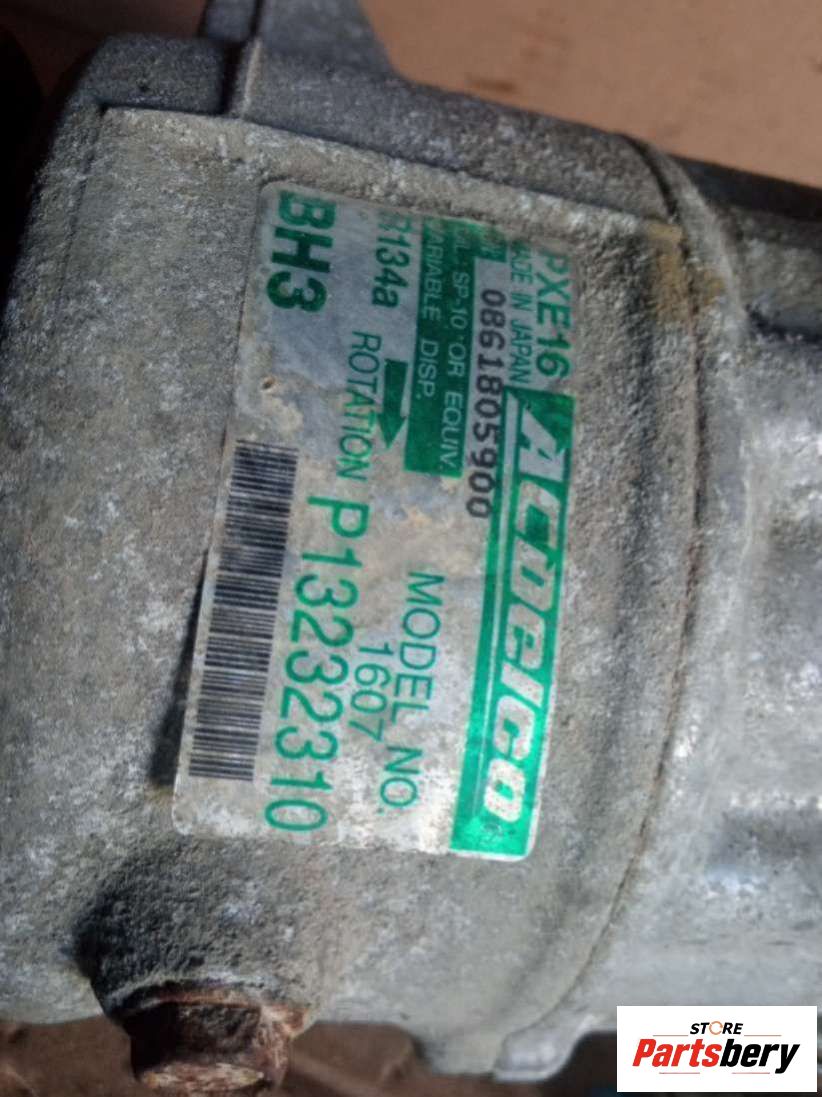 PXE16
ACDelco
MADE IN JAPAN
0861805900
OIL: SP-10 OR EQUIV.
VARIABLE DISP.
MODEL NO.
1607
R134a
ROTATION
P13232310
BH3
STORE
Partsbery